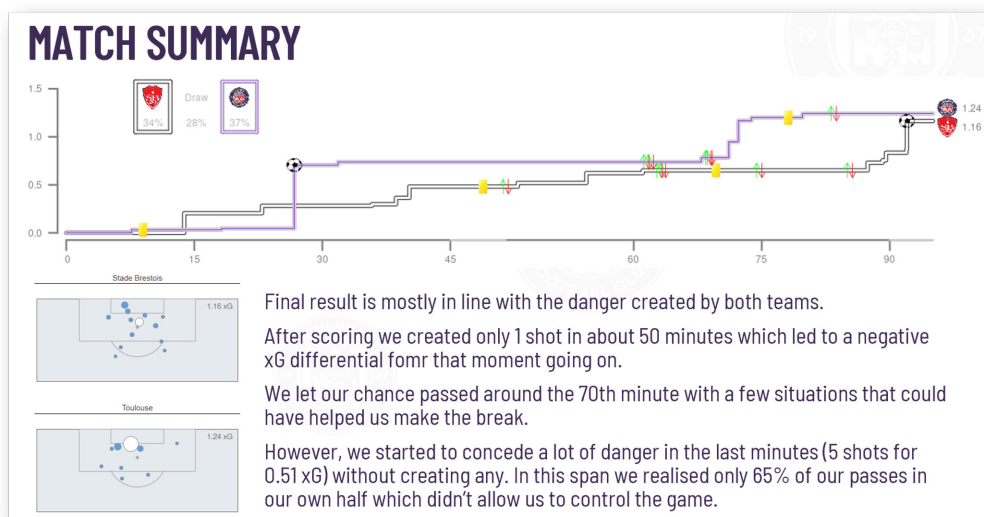 MATCH SUMMARY
1.5
Draw
34%
28%
37%
1.24
1.16
1.0
0.5
0.0
0
15
30
45
60
75
90
Stade Brestois
1.16 xG
Final result is mostly in line with the danger created by both teams.
After scoring we created only 1 shot in about 50 minutes which led to a negative
xG differential fomr that moment going on.
We let our chance passed around the 70th minute with a few situations that could
have helped us make the break.
Toulouse
1.24 xG
However, we started to concede a lot of danger in the last minutes (5 shots for
0.51 xG) without creating any. In this span we realised only 65% of our passes in
our own half which didn't allow us to control the game.